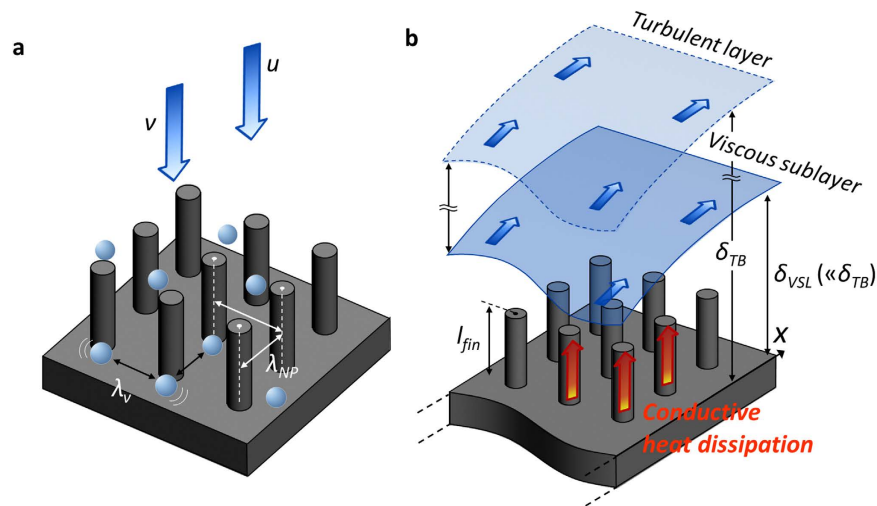 a
u
v
λv
λNP
b
Turbulent layer
Viscous sublayer
δTB
δVSL (≪δTB)
lfin
X
Conductive
heat dissipation